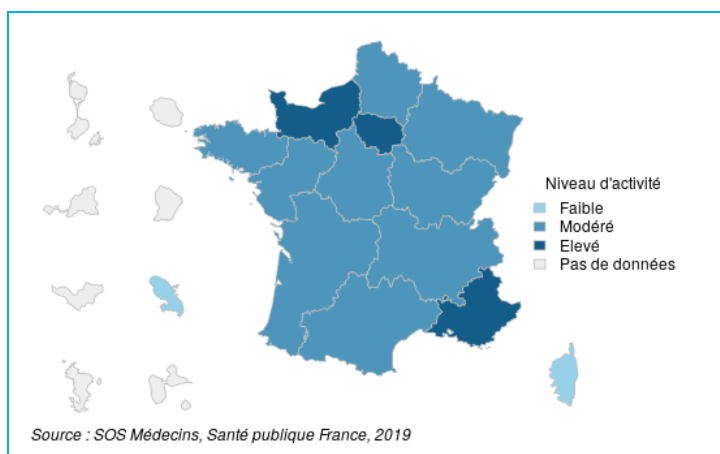 Niveau d'activité
Faible
Modéré
Elevé
Pas de données
Source : SOS Médecins, Santé publique France, 2019